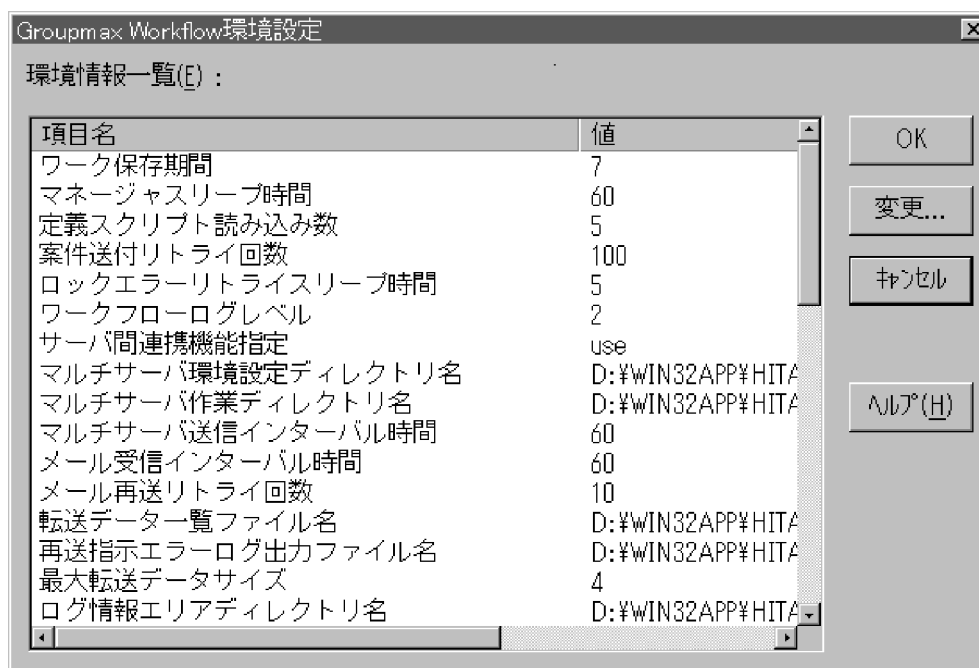 Groupmax Workflow環境設定
環境情報一覧(E) :
項目名 値
ワーク保存期間 7
マネージャスリープ時間 60
定義スクリプト読み込み数 5
案件送付リトライ回数 100
ロックエラーリトライスリープ時間 5
ワークフローログレベル 2
サーバ間連携機能指定 use
マルチサーバ環境設定ディレクトリ名 D:¥WIN32APP¥HITA
マルチサーバ作業ディレクトリ名 D:¥WIN32APP¥HITA
マルチサーバ送信インターバル時間 60
メール受信インターバル時間 60
メール再送リトライ回数 10
転送データ一覧ファイル名 D:¥WIN32APP¥HITA
再送指示エラーログ出力ファイル名 D:¥WIN32APP¥HITA
最大転送データサイズ 4
ログ情報エリアディレクトリ名 D:¥WIN32APP¥HITA
OK
変更...
キャンセル
ヘルプ(H)